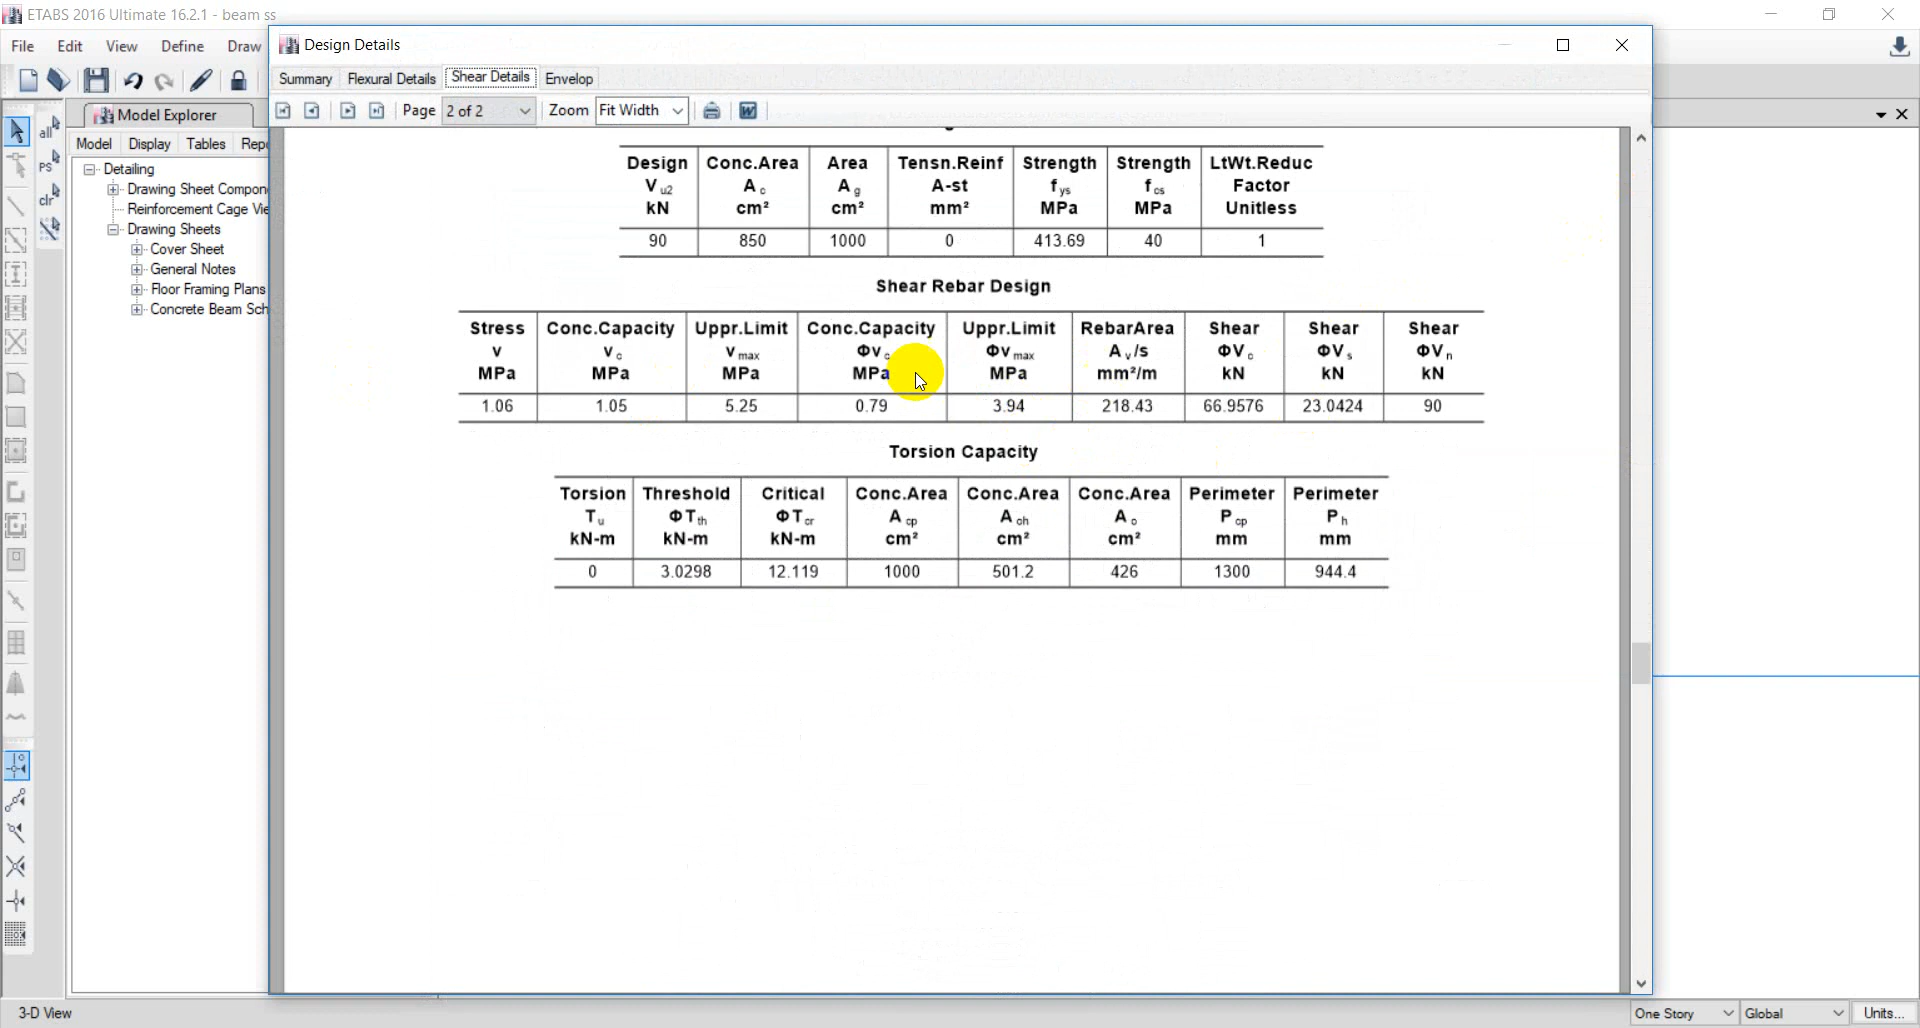 ETABS 2016 Ultimate 16.2.1 - beam ss
File Edit View Define Draw
Design Details
Summary Flexural Details Shear Details Envelop
Page 2 of 2 Zoom Fit Width W
Model Explorer
Model Display Tables Rep
all
PS
clr
Detailing
Drawing Sheet Compon
Reinforcement Cage Vie
Drawing Sheets
Cover Sheet
General Notes
Floor Framing Plans
Concrete Beam Sch
Design Conc.Area Area Tensn.Reinf Strength Strength LtWt.Reduc
V u2 A c A g A-st f ys f cs Factor
kN cm² cm² mm² MPa MPa Unitless
90 850 1000 0 413.69 40 1
Shear Rebar Design
Stress Conc.Capacity Uppr.Limit Conc.Capacity Uppr.Limit RebarArea Shear Shear Shear
v v c v max Φv c Φv max A v /s ΦV c ΦV s ΦV n
MPa MPa MPa MPa MPa mm²/m kN kN kN
1.06 1.05 5.25 0.79 3.94 218.43 66.9576 23.0424 90
Torsion Capacity
Torsion Threshold Critical Conc.Area Conc.Area Conc.Area Perimeter Perimeter
T u ΦT th ΦT cr A cp A oh A o P cp P h
kN-m kN-m kN-m cm² cm² cm² mm mm
0 3.0298 12.119 1000 501.2 426 1300 944.4
3-D View One Story Global Units...